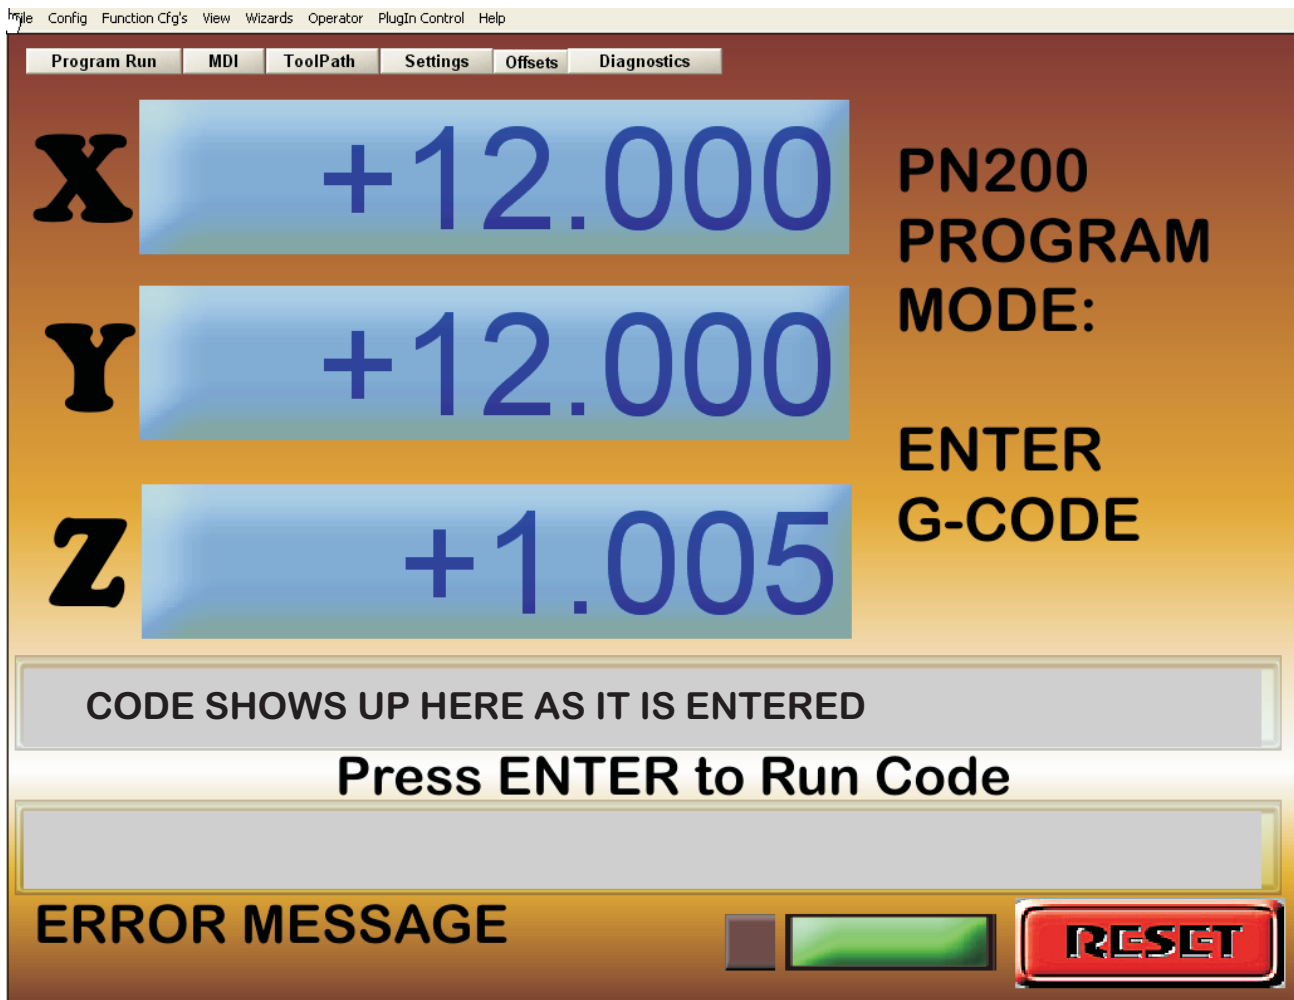 File Config Function Cfg's View Wizards Operator PlugIn Control Help
Program Run MDI ToolPath Settings Offsets Diagnostics
X +12.000
Y +12.000
Z +1.005
PN200
PROGRAM
MODE:
ENTER
G-CODE
CODE SHOWS UP HERE AS IT IS ENTERED
Press ENTER to Run Code
ERROR MESSAGE
RESET